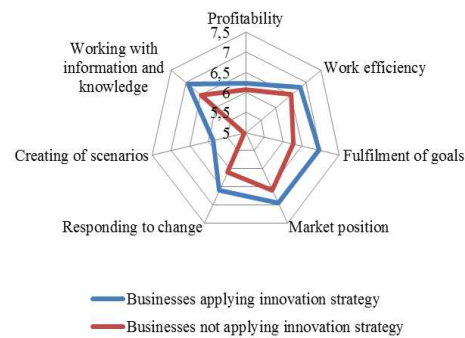 Profitability
7,5
7
6,5
6
5,5
5
Working with
information and
knowledge
Work efficiency
Creating of scenarios
Fulfilment of goals
Responding to change
Market position
Businesses applying innovation strategy
Businesses not applying innovation strategy